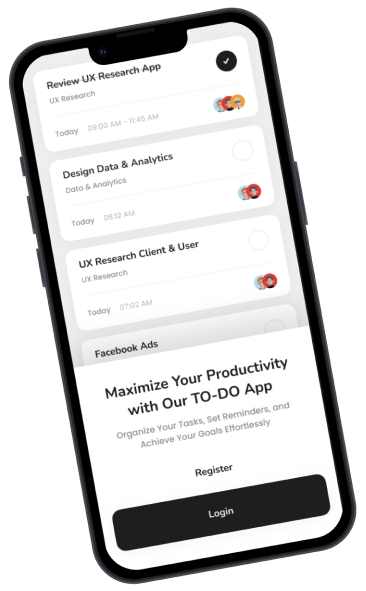 Review UX Research App
UX Research
Today 09:00 AM - 11:45 AM
Design Data & Analytics
Data & Analytics
Today 08:12 AM
UX Research Client & User
UX Research
Today 07:02 AM
Facebook Ads
Maximize Your Productivity
with Our TO-DO App
Organize Your Tasks, Set Reminders, and
Achieve Your Goals Effortlessly
Register
Login